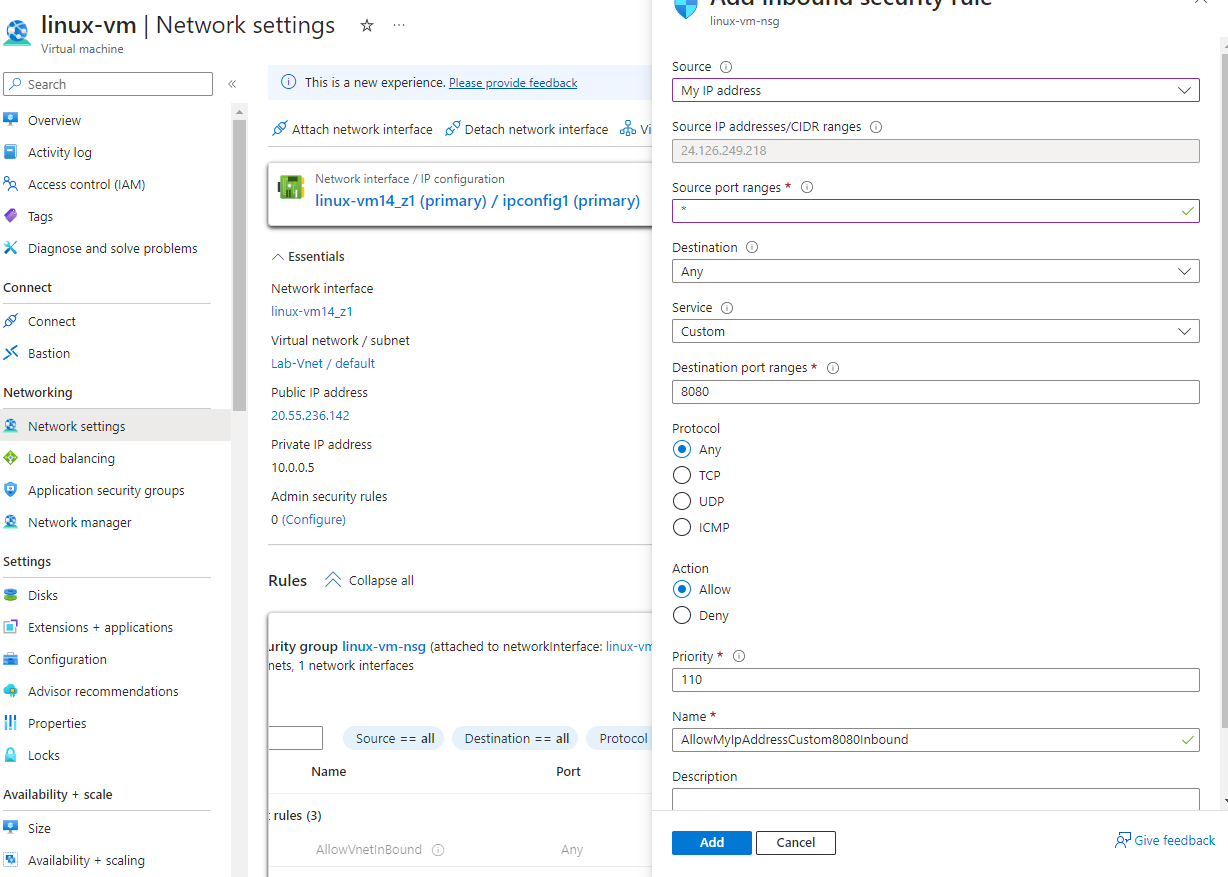 linux-vm | Network settings
Virtual machine
Search
Overview
Activity log
Access control (IAM)
Tags
Diagnose and solve problems
Connect
Connect
Bastion
Networking
Network settings
Load balancing
Application security groups
Network manager
Settings
Disks
Extensions + applications
Configuration
Advisor recommendations
Properties
Locks
Availability + scale
Size
Availability + scaling
This is a new experience. Please provide feedback
Attach network interface Detach network interface Vi
Network interface / IP configuration
linux-vm14_z1 (primary) / ipconfig1 (primary)
Essentials
Network interface
linux-vm14_z1
Virtual network / subnet
Lab-Vnet / default
Public IP address
20.55.236.142
Private IP address
10.0.0.5
Admin security rules
0 (Configure)
Rules Collapse all
urity group linux-vm-nsg (attached to networkInterface: linux-vm
nets, 1 network interfaces
Source == all Destination == all Protocol
Name Port
rules (3)
AllowVnetInBound Any
Add inbound security rule
linux-vm-nsg
Source
My IP address
Source IP addresses/CIDR ranges
24.126.249.218
Source port ranges *
*
Destination
Any
Service
Custom
Destination port ranges *
8080
Protocol
Any
TCP
UDP
ICMP
Action
Allow
Deny
Priority *
110
Name *
AllowMyIpAddressCustom8080Inbound
Description
Add Cancel Give feedback